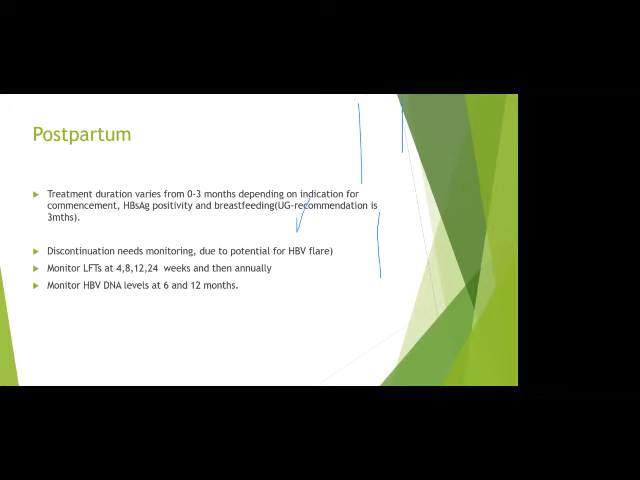 Postpartum
Treatment duration varies from 0-3 months depending on indication for
commencement, HBsAg positivity and breastfeeding(UG-recommendation is
3mths).
Discontinuation needs monitoring, due to potential for HBV flare)
Monitor LFTs at 4,8,12,24 weeks and then annually
Monitor HBV DNA levels at 6 and 12 months.